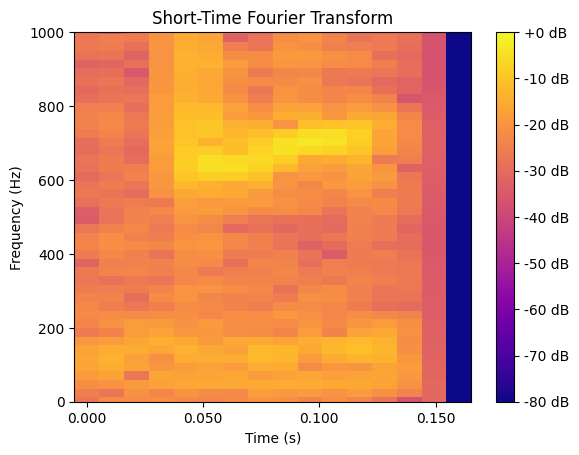 Short-Time Fourier Transform
Frequency (Hz)
1000
800
600
400
200
0
0.000
0.050
0.100
0.150
Time (s)
+0 dB
-10 dB
-20 dB
-30 dB
-40 dB
-50 dB
-60 dB
-70 dB
-80 dB